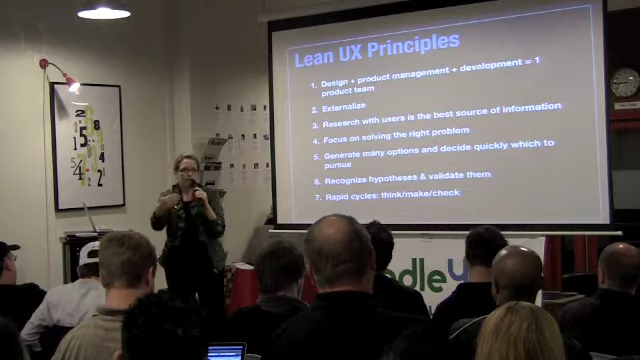 Lean UX Principles
1. Design + product management + development = 1
product team
2. Externalize
3. Research with users is the best source of information
4. Focus on solving the right problem
5. Generate many options and decide quickly which to
pursue
6. Recognize hypotheses & validate them
7. Rapid cycles: think/make/check